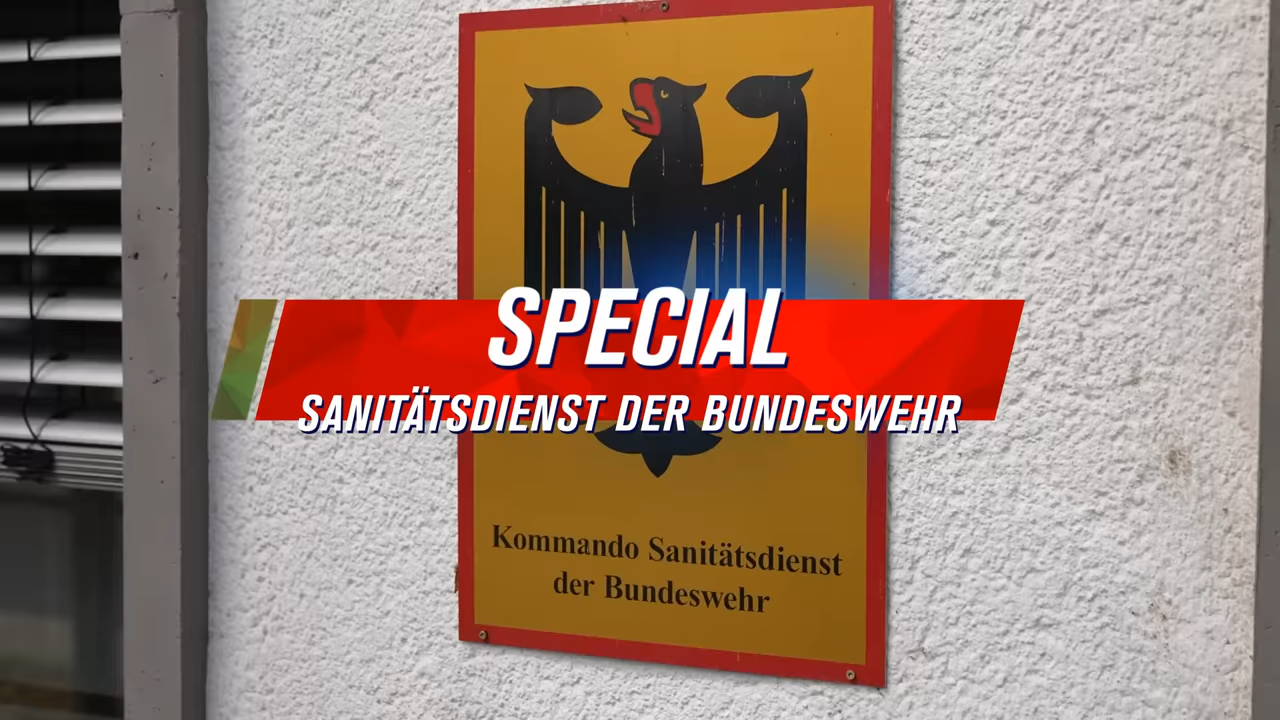 SPECIAL
SANITÄTSDIENST DER BUNDESWEHR
Kommando Sanitätsdienst
der Bundeswehr